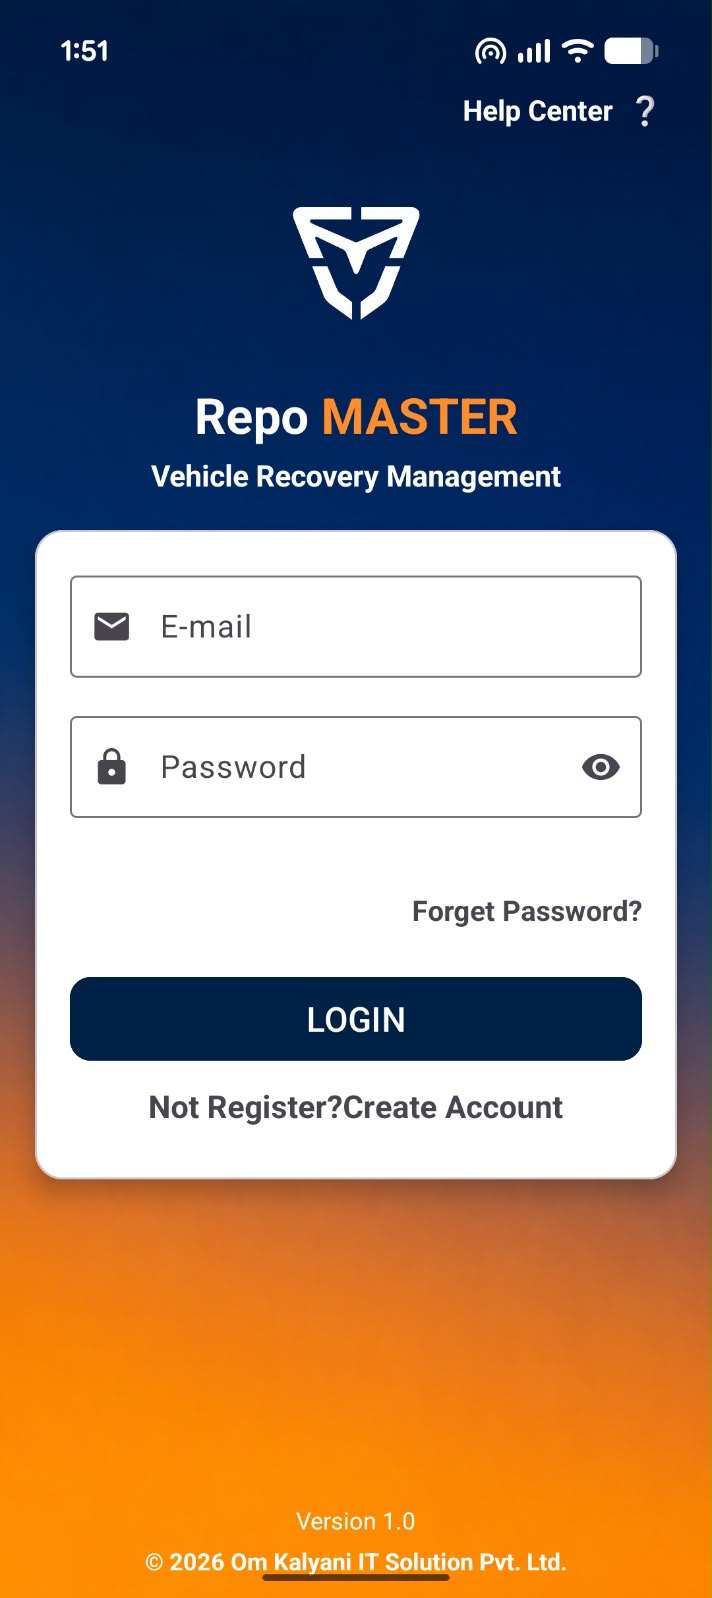 1:51
Help Center ?
Repo MASTER
Vehicle Recovery Management
E-mail
Password
Forget Password?
LOGIN
Not Register?Create Account
Version 1.0
© 2026 Om Kalyani IT Solution Pvt. Ltd.